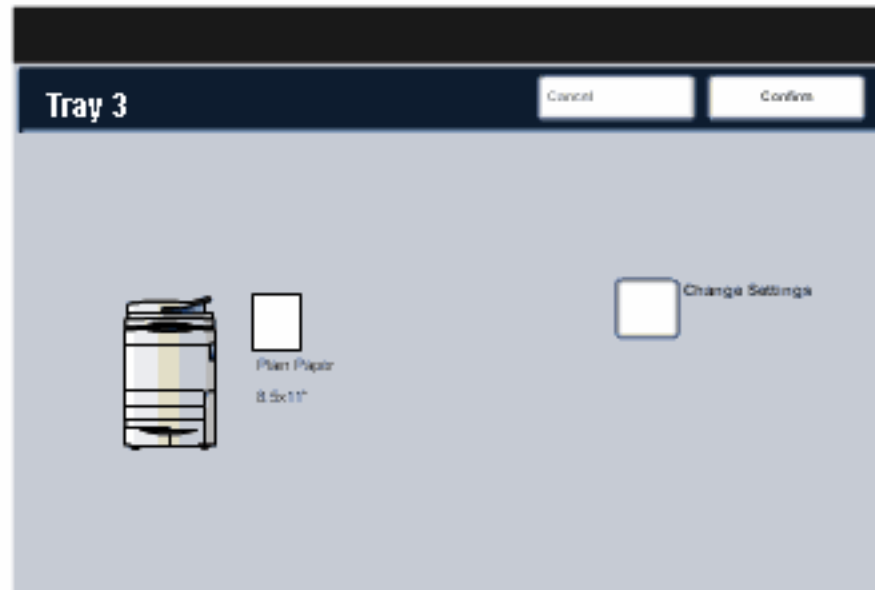 Tray 3
Cancel
Confirm
Change Settings
Plain Paper
8.5x11"